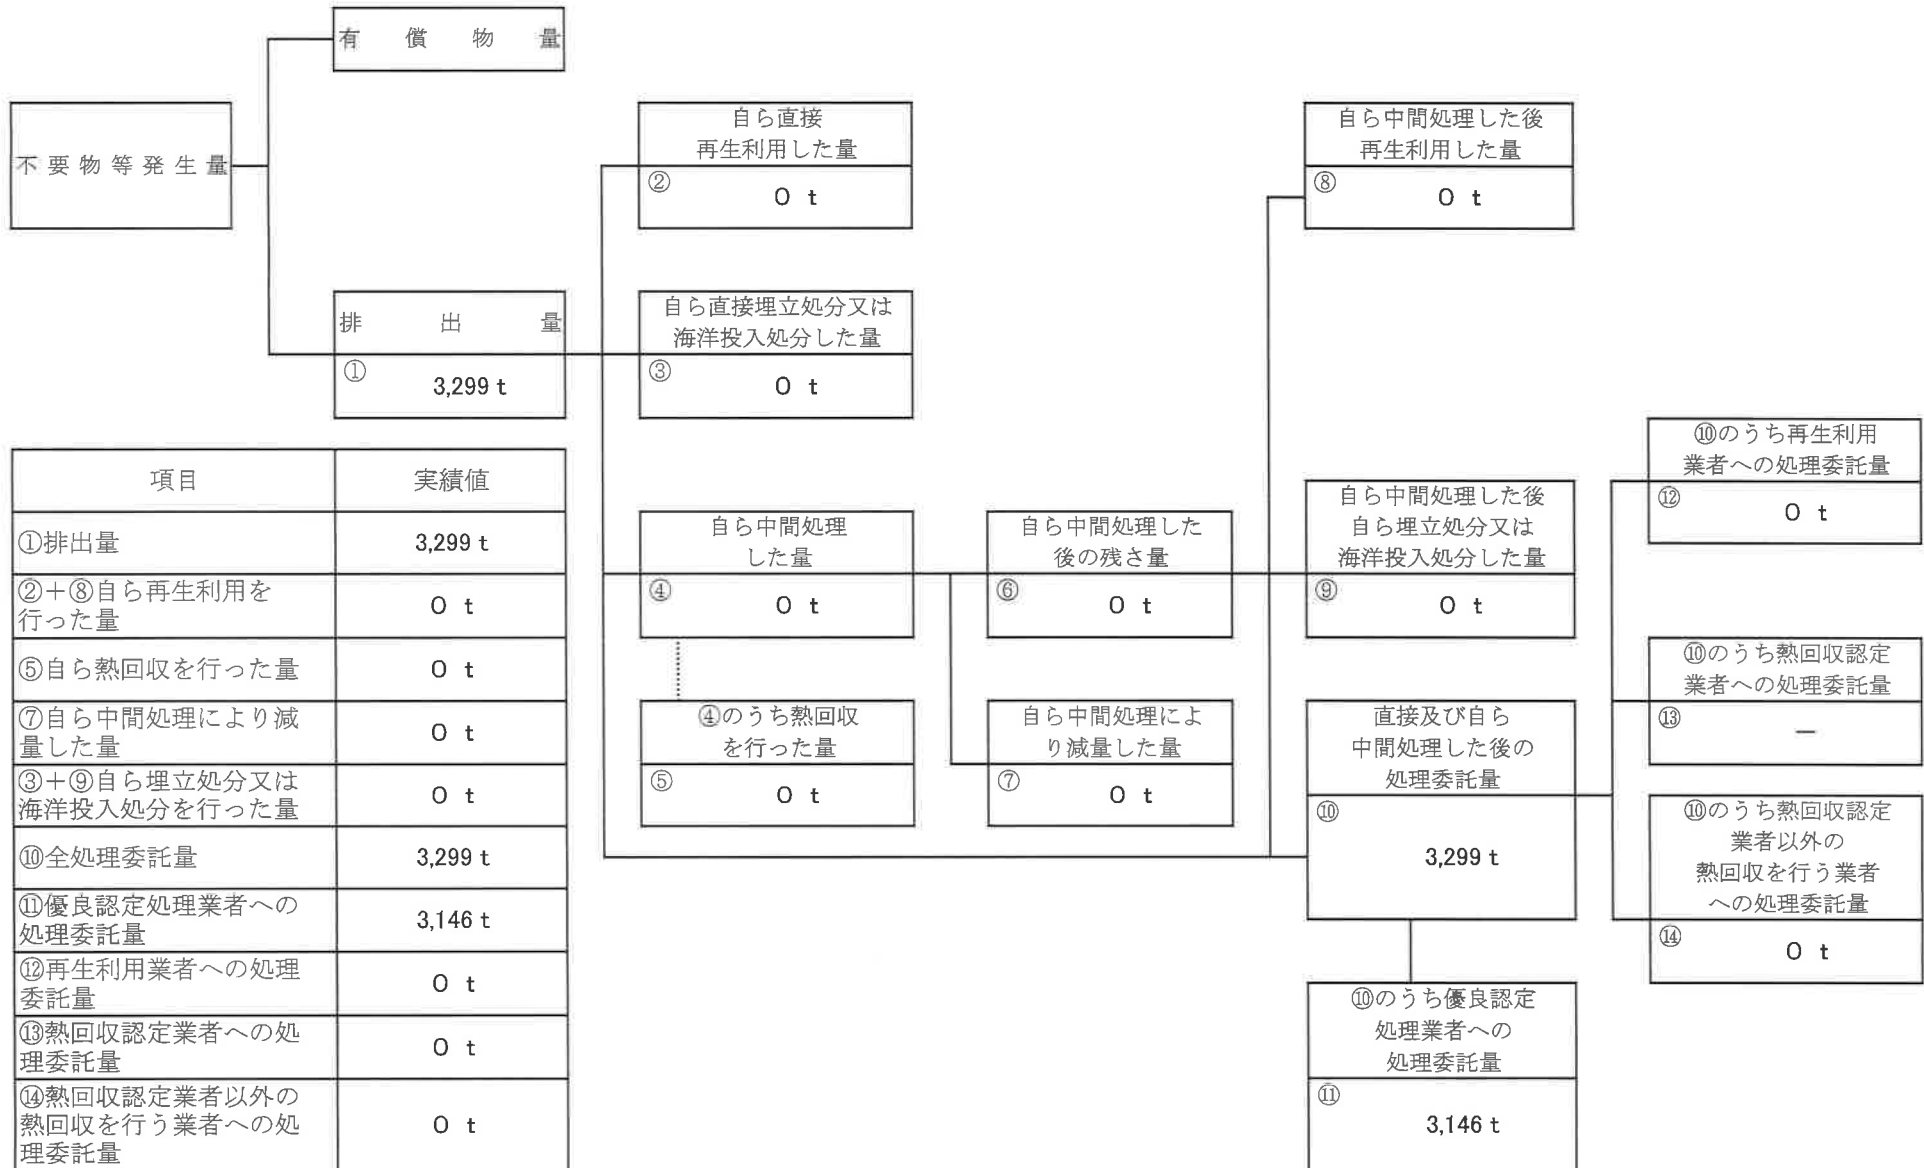 有償物量
不要物等発生量
排出量
①
3,299 t
自ら直接
再生利用した量
②
0 t
自ら直接埋立処分又は
海洋投入処分した量
③
0 t
自ら中間処理
した量
④
0 t
④のうち熱回収
を行った量
⑤
0 t
自ら中間処理した
後の残さ量
⑥
0 t
自ら中間処理によ
り減量した量
⑦
0 t
自ら中間処理した後
再生利用した量
⑧
0 t
自ら中間処理した後
自ら埋立処分又は
海洋投入処分した量
⑨
0 t
直接及び自ら
中間処理した後の
処理委託量
⑩
3,299 t
⑩のうち優良認定
処理業者への
処理委託量
⑪
3,146 t
⑩のうち再生利用
業者への処理委託量
⑫
0 t
⑩のうち熱回収認定
業者への処理委託量
⑬
ー
⑩のうち熱回収認定
業者以外の
熱回収を行う業者
への処理委託量
⑭
0 t
項目 実績値
①排出量 3,299 t
②＋⑧自ら再生利用を
行った量
0 t
⑤自ら熱回収を行った量 0 t
⑦自ら中間処理により減
量した量
0 t
③＋⑨自ら埋立処分又は
海洋投入処分を行った量
0 t
⑩全処理委託量 3,299 t
⑪優良認定処理業者への
処理委託量
3,146 t
⑫再生利用業者への処理
委託量
0 t
⑬熱回収認定業者への処
理委託量
0 t
⑭熱回収認定業者以外の
熱回収を行う業者への処
理委託量
0 t